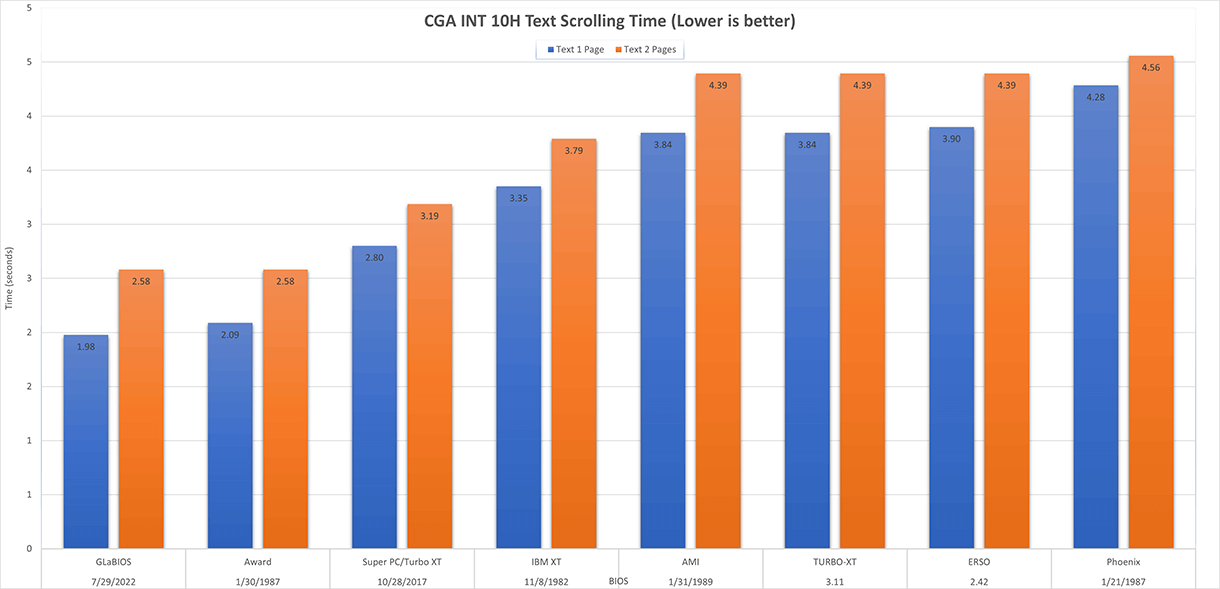 CGA INT 10H Text Scrolling Time (Lower is better)
Text 1 Page Text 2 Pages
Time (seconds)
5
5
4
4
3
3
2
2
1
1
0
1.98 2.58 2.09 2.58 2.80 3.19 3.35 3.79 3.84 4.39 3.84 4.39 3.90 4.39 4.28 4.56
GLaBIOS Award Super PC/Turbo XT IBM XT AMI TURBO-XT ERSO Phoenix
7/29/2022 1/30/1987 10/28/2017 11/8/1982 1/31/1989 3.11 2.42 1/21/1987
BIOS